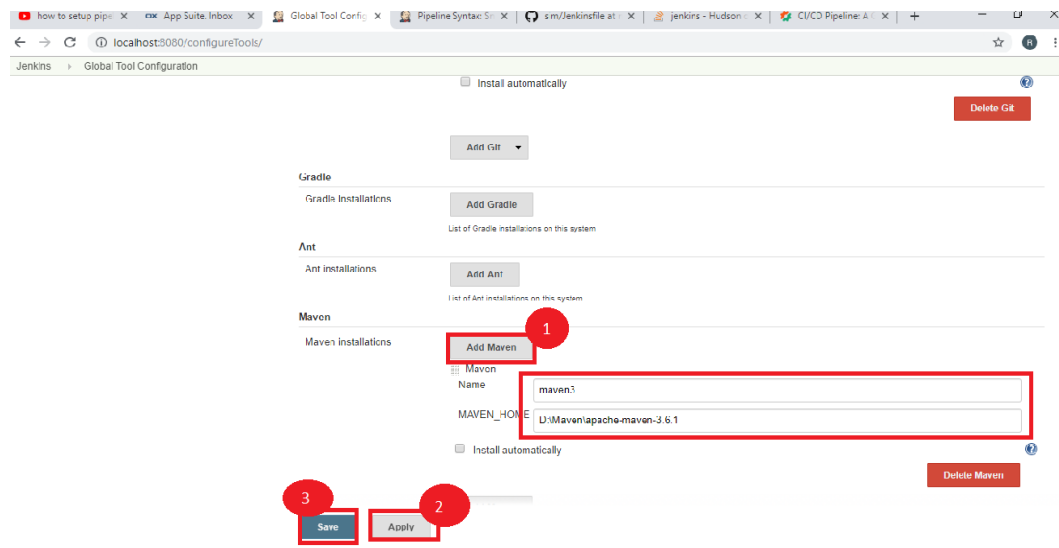 how to setup pipe
App Suite. Inbox
Global Tool Config
Pipeline Syntax: Sn
sm/Jenkinsfile at
jenkins - Hudson
CI/CD Pipeline: A
localhost:8080/configureTools/
R
Jenkins
Global Tool Configuration
Install automatically
Delete Git
Add Git
Gradle
Gradle Installations
Add Gradle
List of Gradle installations on this system
Ant
Ant installations
Add Ant
List of Ant installations on this system
Maven
1
Maven installations
Add Maven
Maven
Name
maven3
MAVEN_HOME
D:\Maven\apache-maven-3.6.1
Install automatically
Delete Maven
3
2
Save
Apply